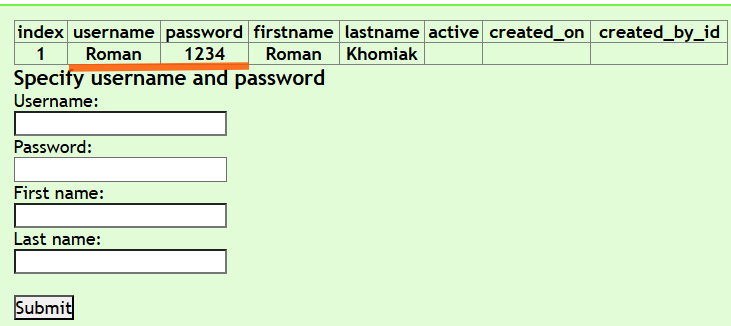 index username password firstname lastname active created_on created_by_id
1 Roman 1234 Roman Khomiak
Specify username and password
Username:
Password:
First name:
Last name:
Submit